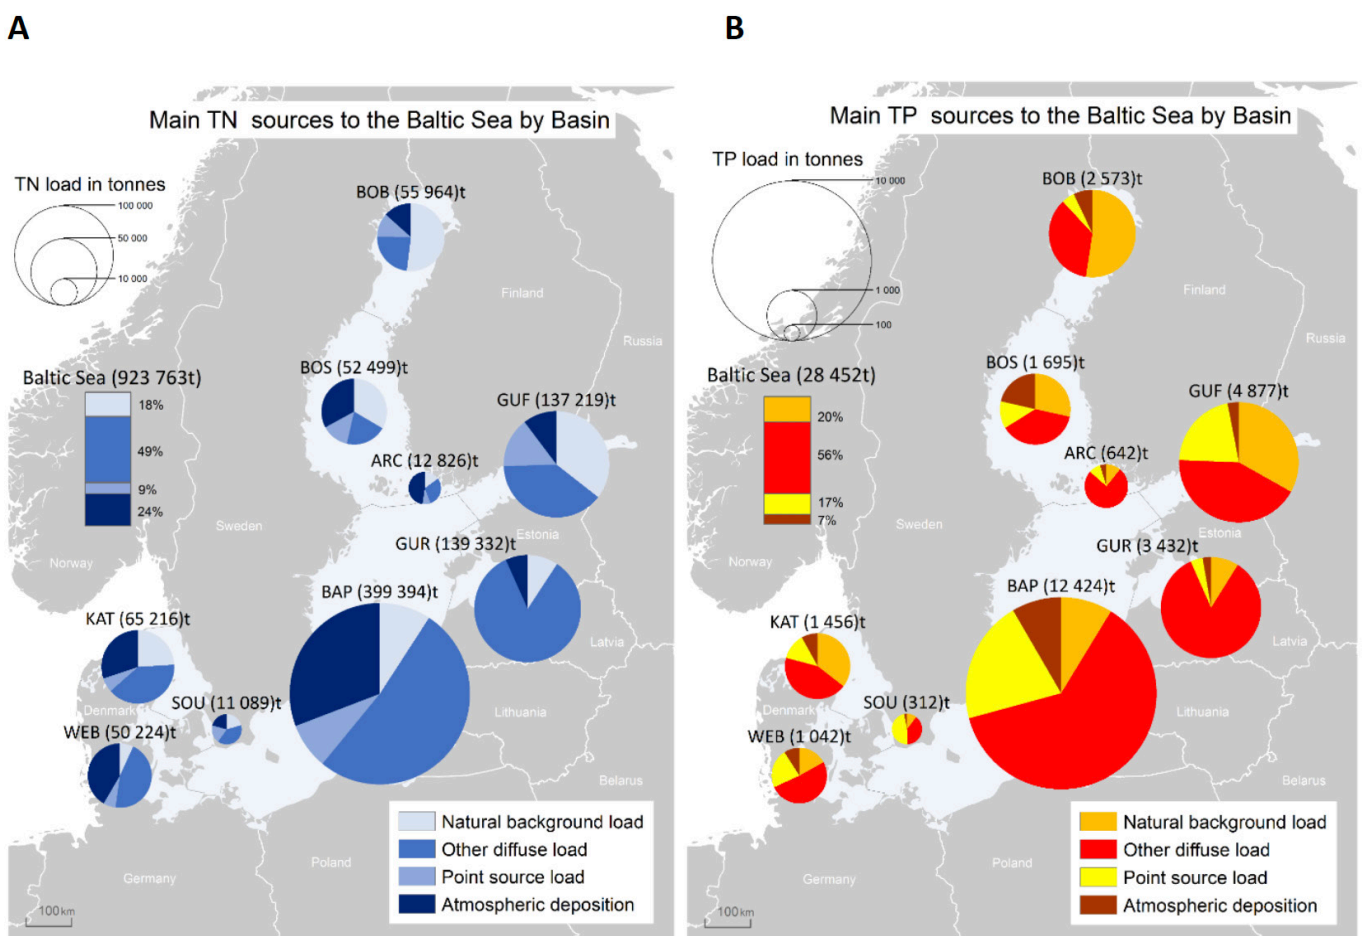 A
B
Main TN sources to the Baltic Sea by Basin
TN load in tonnes
100 000
50 000
10 000
BOB (55 964)t
Finland
Russia
BOS (52 499)t
Baltic Sea (923 763t)
18%
49%
9%
24%
GUF (137 219)t
ARC (12 826)t
Sweden
Estonia
Norway
GUR (139 332)t
BAP (399 394)t
KAT (65 216)t
Latvia
SOU (11 089)t
Denmark
Lithuania
WEB (50 224)t
Belarus
Natural background load
Other diffuse load
Point source load
Atmospheric deposition
Poland
Germany
100 km
Main TP sources to the Baltic Sea by Basin
TP load in tonnes
10 000
1 000
100
BOB (2 573)t
Finland
Russia
BOS (1 695)t
Baltic Sea (28 452t)
20%
56%
17%
7%
GUF (4 877)t
ARC (642)t
Sweden
Estonia
Norway
GUR (3 432)t
BAP (12 424)t
KAT (1 456)t
Latvia
SOU (312)t
Denmark
Lithuania
WEB (1 042)t
Belarus
Natural background load
Other diffuse load
Point source load
Atmospheric deposition
Poland
Germany
100 km